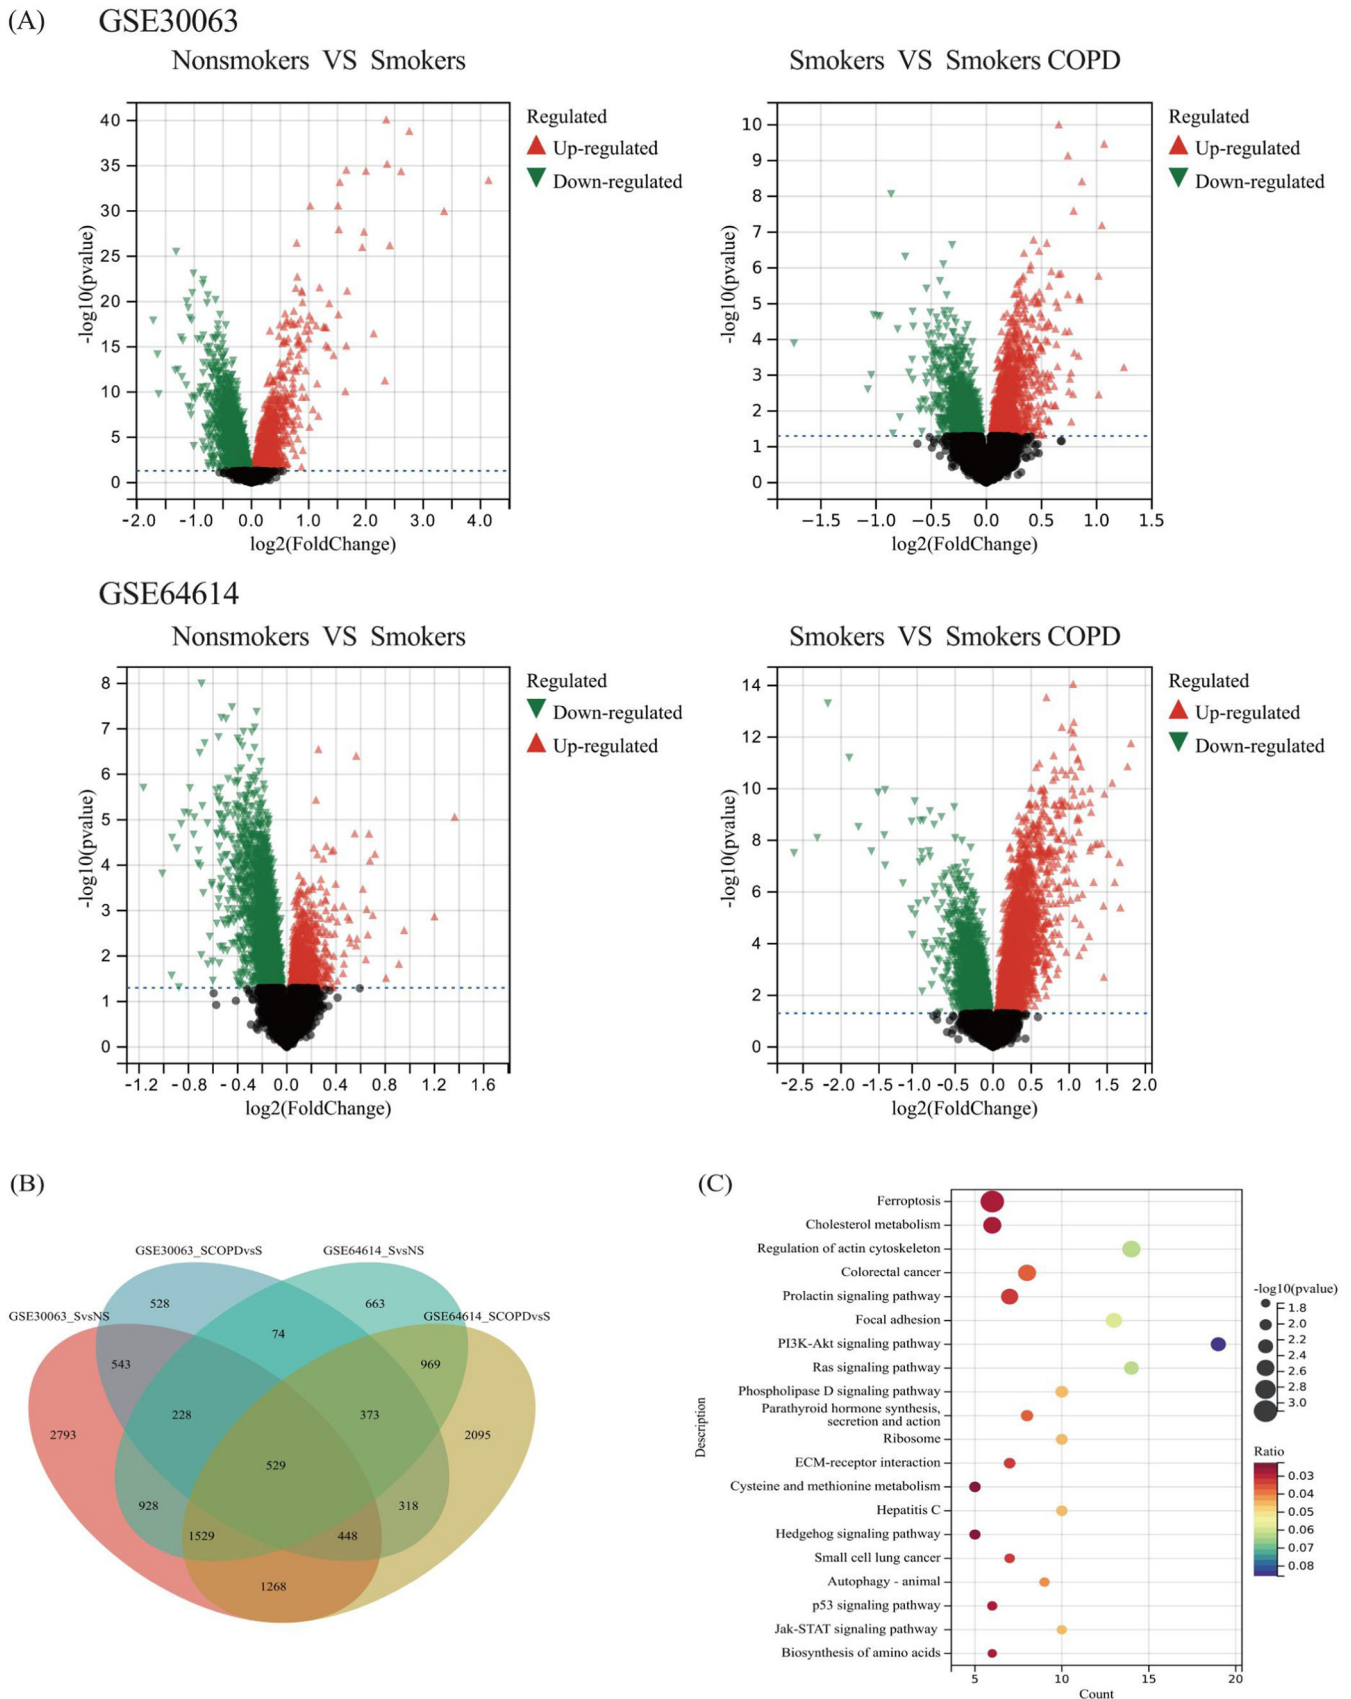 (A) GSE30063
Nonsmokers VS Smokers
40
35
30
25
20
15
10
5
0
-log10(pvalue)
-2.0 -1.0 0.0 1.0 2.0 3.0 4.0
log2(FoldChange)
Regulated
Up-regulated
Down-regulated
Smokers VS Smokers COPD
10
9
8
7
6
5
4
3
2
1
0
-log10(pvalue)
−1.5 −1.0 −0.5 0.0 0.5 1.0 1.5
log2(FoldChange)
Regulated
Up-regulated
Down-regulated
GSE64614
Nonsmokers VS Smokers
8
7
6
5
4
3
2
1
0
-log10(pvalue)
-1.2 -0.8 -0.4 0.0 0.4 0.8 1.2 1.6
log2(FoldChange)
Regulated
Down-regulated
Up-regulated
Smokers VS Smokers COPD
14
12
10
8
6
4
2
0
-log10(pvalue)
-2.5 -2.0 -1.5 -1.0 -0.5 0.0 0.5 1.0 1.5 2.0
log2(FoldChange)
Regulated
Up-regulated
Down-regulated
(B)
GSE30063_SCOPDvsS GSE64614_SvsNS
GSE30063_SvsNS GSE64614_SCOPDvsS
528 663
74
543 969
228 373
2793 2095
529
928 318
1529 448
1268
(C)
Ferroptosis
Cholesterol metabolism
Regulation of actin cytoskeleton
Colorectal cancer
Prolactin signaling pathway
Focal adhesion
PI3K-Akt signaling pathway
Ras signaling pathway
Phospholipase D signaling pathway
Parathyroid hormone synthesis,
secretion and action
Ribosome
ECM-receptor interaction
Cysteine and methionine metabolism
Hepatitis C
Hedgehog signaling pathway
Small cell lung cancer
Autophagy - animal
p53 signaling pathway
Jak-STAT signaling pathway
Biosynthesis of amino acids
Description
5 10 15 20
Count
-log10(pvalue)
1.8
2.0
2.2
2.4
2.6
2.8
3.0
Ratio
0.03
0.04
0.05
0.06
0.07
0.08